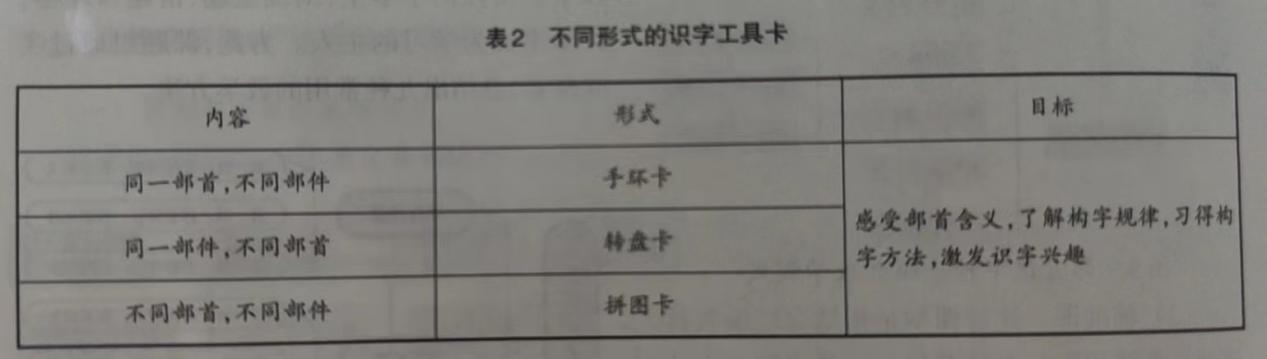 表2 不同形式的识字工具卡
内容 形式 目标
同一部首,不同部件 手环卡
同一部件,不同部首 转盘卡
不同部首,不同部件 拼图卡
感受部首含义,了解构字规律,习得构
字方法,激发识字兴趣